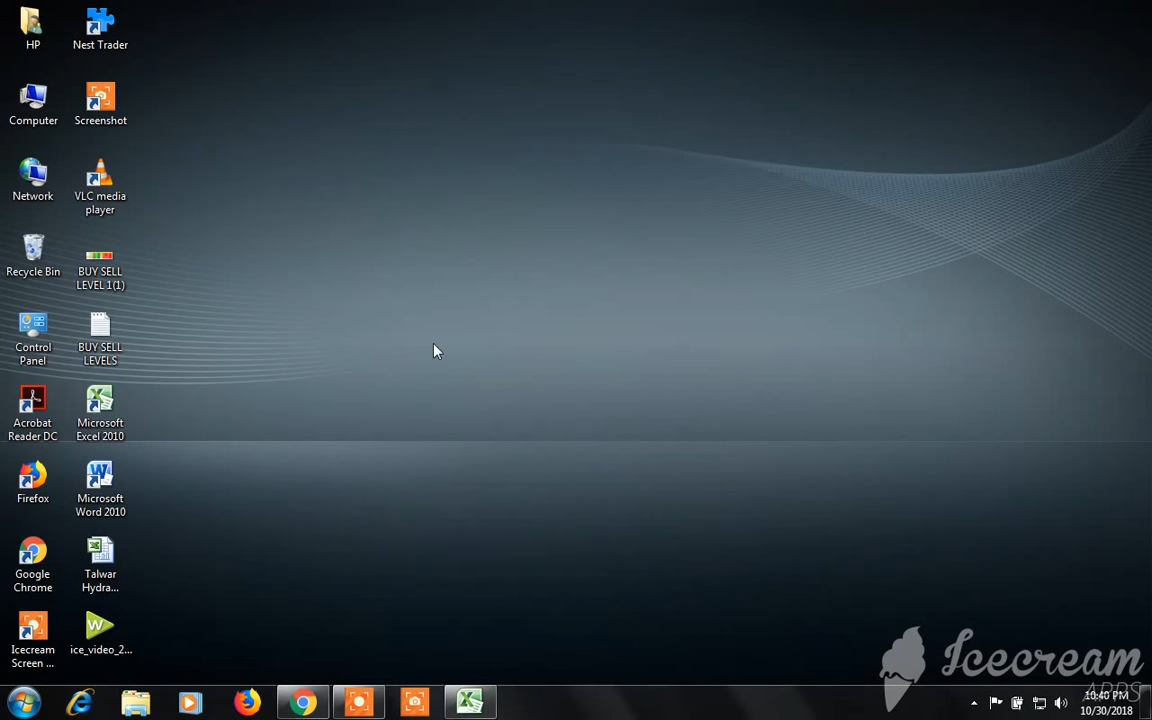 HP
Nest Trader
Computer
Screenshot
Network
VLC media
player
Recycle Bin
BUY SELL
LEVEL 1(1)
Control
Panel
BUY SELL
LEVELS
Acrobat
Reader DC
Microsoft
Excel 2010
Firefox
Microsoft
Word 2010
Google
Chrome
Talwar
Hydra...
Icecream
Screen ...
ice_video_2...
Icecream
APPS
10:40 PM
10/30/2018